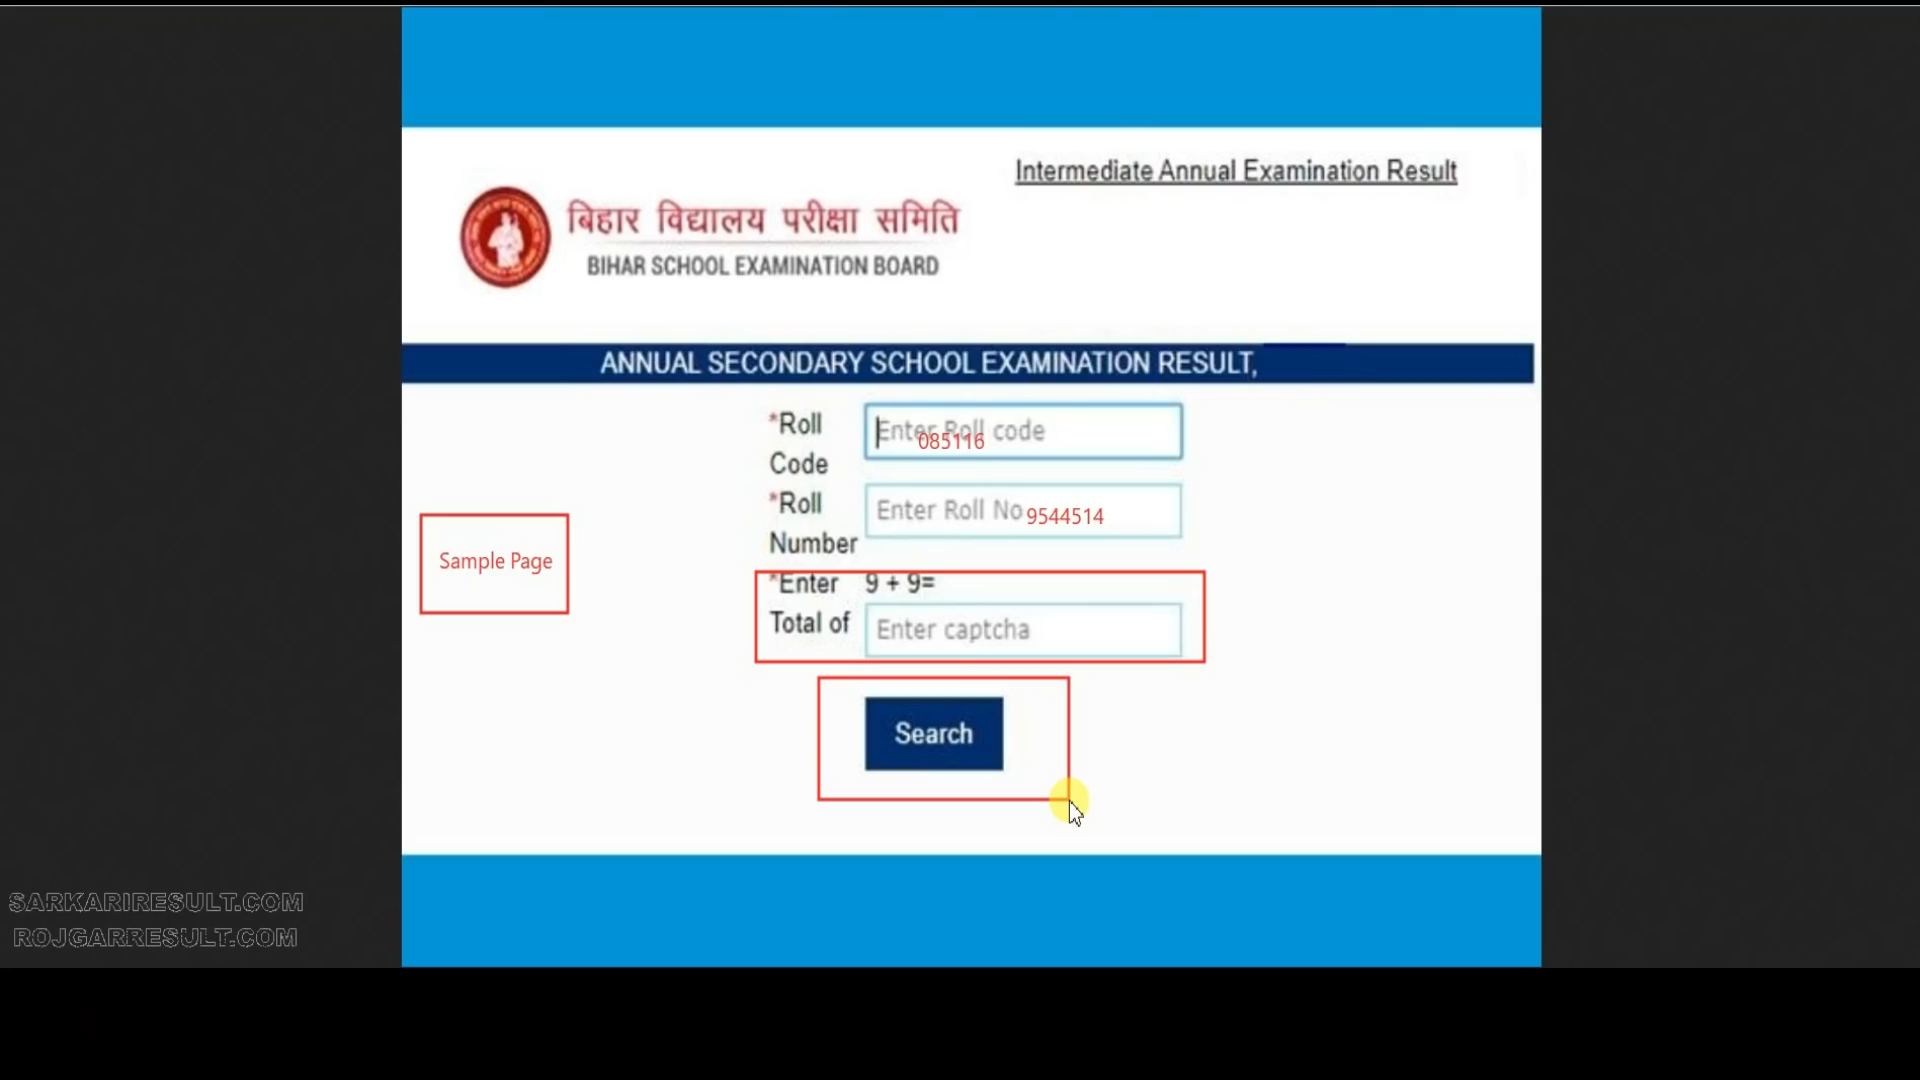 Intermediate Annual Examination Result
बिहार विद्यालय परीक्षा समिति
BIHAR SCHOOL EXAMINATION BOARD
ANNUAL SECONDARY SCHOOL EXAMINATION RESULT,
*Roll Code
Enter Roll code
085116
*Roll Number
Enter Roll No
9544514
Sample Page
*Enter Total of
9 + 9=
Enter captcha
Search
SARKARIRESULT.COM
ROJGARRESULT.COM